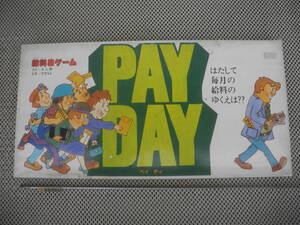 給料日ゲーム
PAY
DAY
ペイ デイ
はたして
毎月の
給料の
ゆくえは??